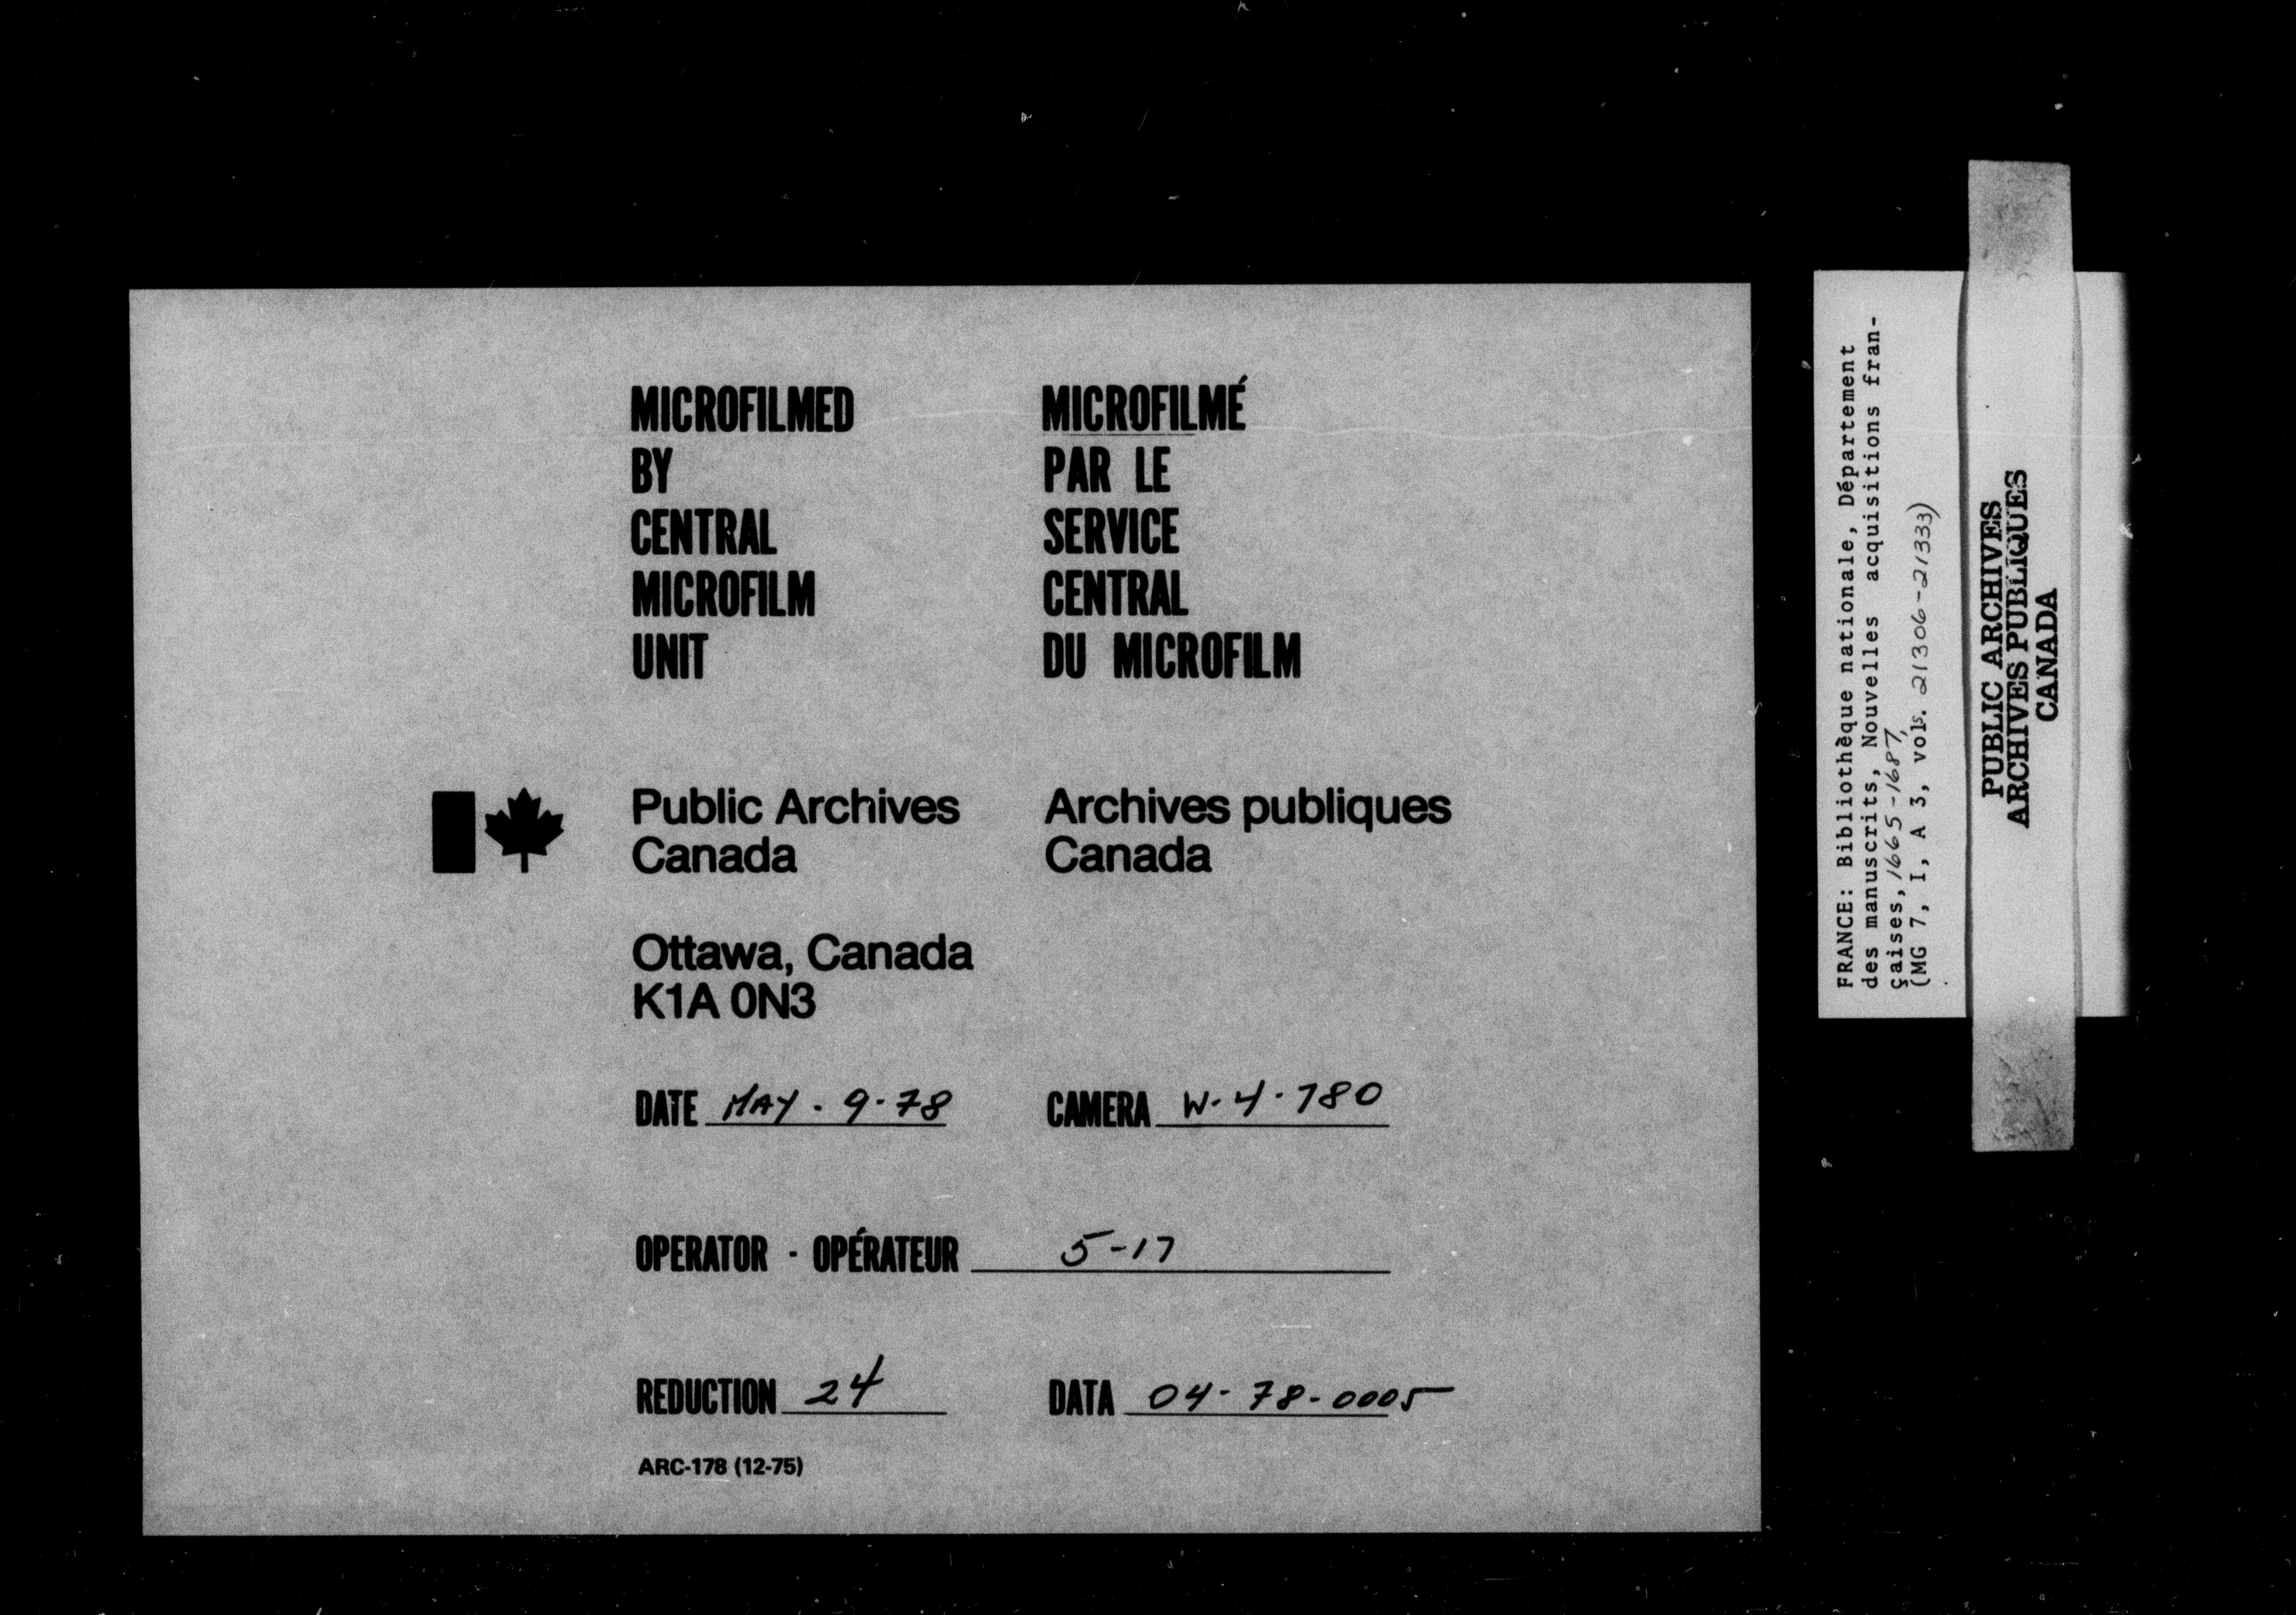 MICROFILMED
BY
CENTRAL
MICROFILM
UNIT
MICROFILMÉ
PAR LE
SERVICE
CENTRAL
DU MICROFILM
Public Archives
Canada
Archives publiques
Canada
Ottawa, Canada
K1A 0N3
DATE MAY . 9 . 78
CAMERA W. 4 . 780
OPERATOR - OPÉRATEUR 5-17
REDUCTION 24
DATA 04-78-0005
ARC-178 (12-75)
FRANCE: Bibliothèque nationale, Département
des manuscrits, Nouvelles acquisitions fran-
çaises, 1665-1687,
(MG 7, I, A 3, vols. 21306-21333)
PUBLIC ARCHIVES
ARCHIVES PUBLIQUES
CANADA